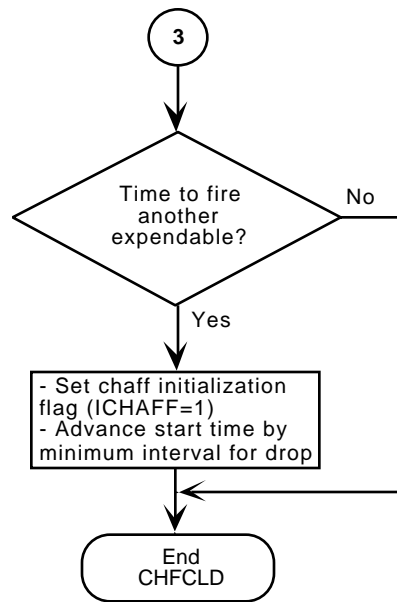 3
Time to fire
another
expendable?
No
Yes
- Set chaff initialization
flag (ICHAFF=1)
- Advance start time by
minimum interval for drop
End
CHFCLD